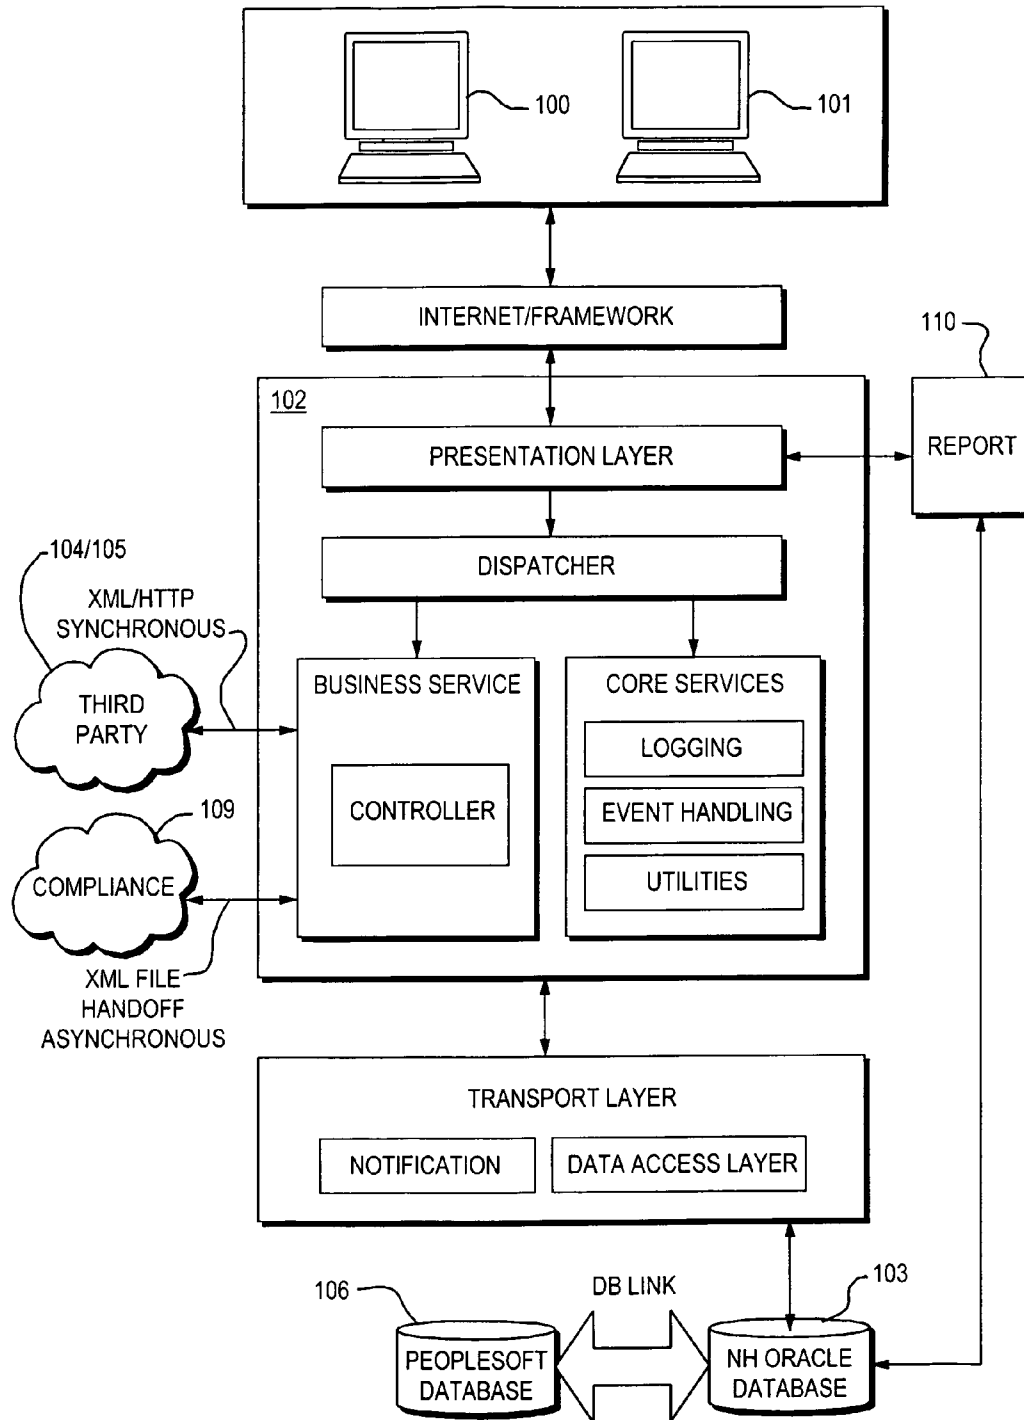 100
101
INTERNET/FRAMEWORK
110
102
PRESENTATION LAYER
REPORT
DISPATCHER
104/105
XML/HTTP
SYNCHRONOUS
THIRD
PARTY
BUSINESS SERVICE
CONTROLLER
CORE SERVICES
LOGGING
EVENT HANDLING
UTILITIES
109
COMPLIANCE
XML FILE
HANDOFF
ASYNCHRONOUS
TRANSPORT LAYER
NOTIFICATION
DATA ACCESS LAYER
106
DB LINK
103
PEOPLESOFT
DATABASE
NH ORACLE
DATABASE